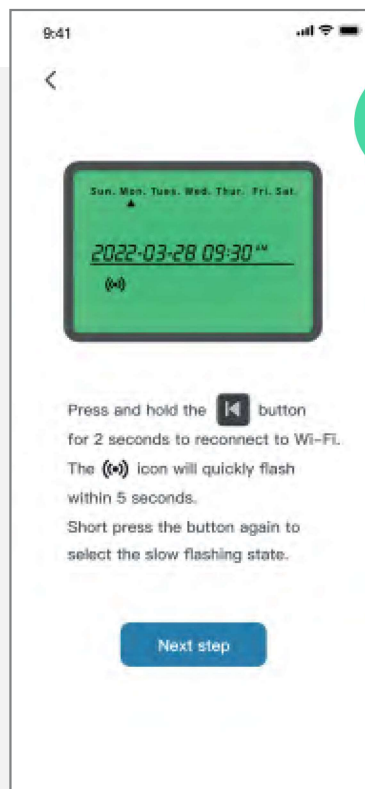 9:41
Sun. Mon. Tues. Wed. Thur. Fri. Sat.
2022-03-28 09:30 AM
Press and hold the button
for 2 seconds to reconnect to Wi-Fi.
The icon will quickly flash
within 5 seconds.
Short press the button again to
select the slow flashing state.
Next step